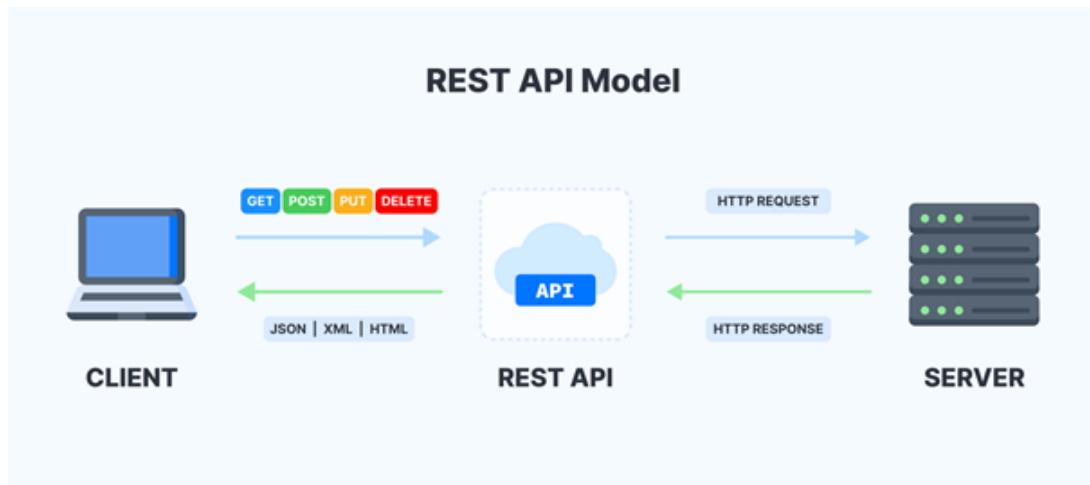 REST API Model
GET POST PUT DELETE
HTTP REQUEST
API
JSON | XML | HTML
HTTP RESPONSE
CLIENT
REST API
SERVER